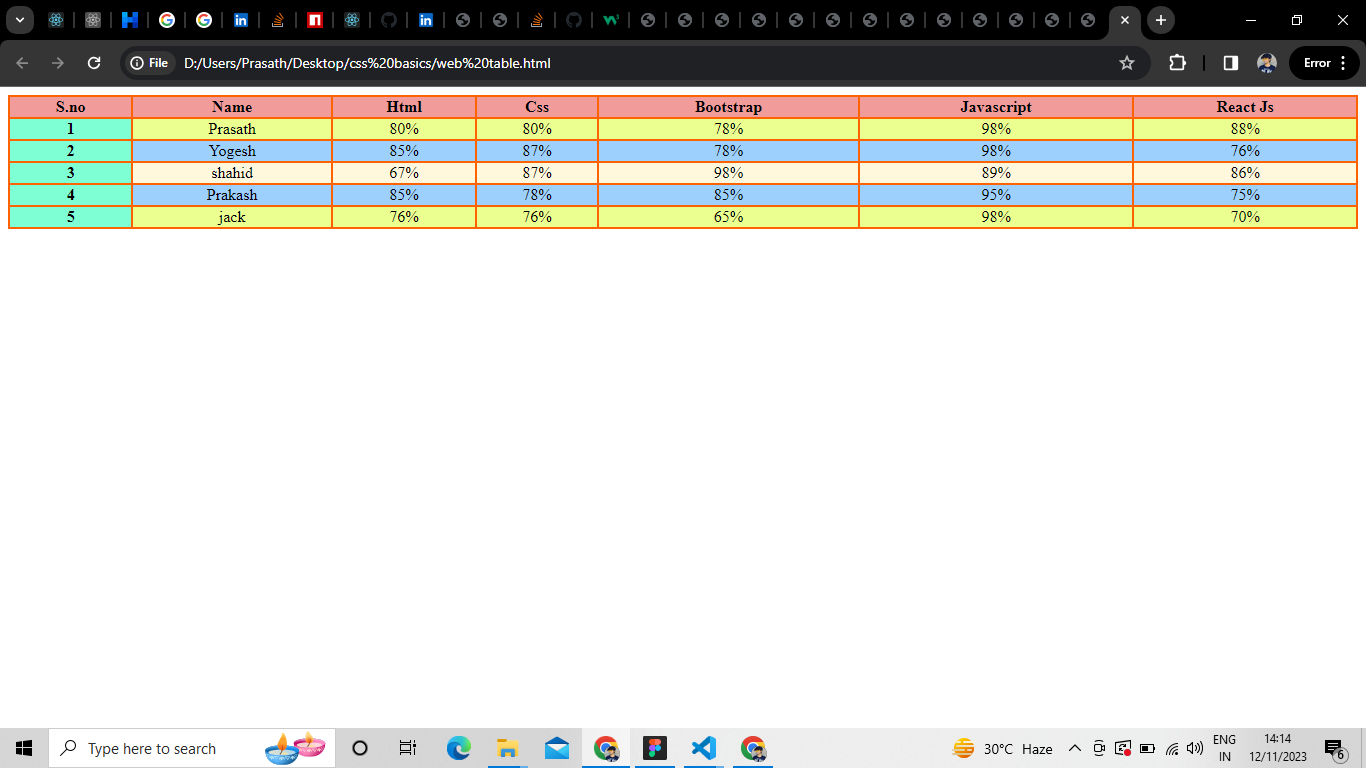 File D:/Users/Prasath/Desktop/css%20basics/web%20table.html Error
S.no Name Html Css Bootstrap Javascript React Js
1 Prasath 80% 80% 78% 98% 88%
2 Yogesh 85% 87% 78% 98% 76%
3 shahid 67% 87% 98% 89% 86%
4 Prakash 85% 78% 85% 95% 75%
5 jack 76% 76% 65% 98% 70%
Type here to search 30°C Haze ENG 14:14
IN 12/11/2023 6